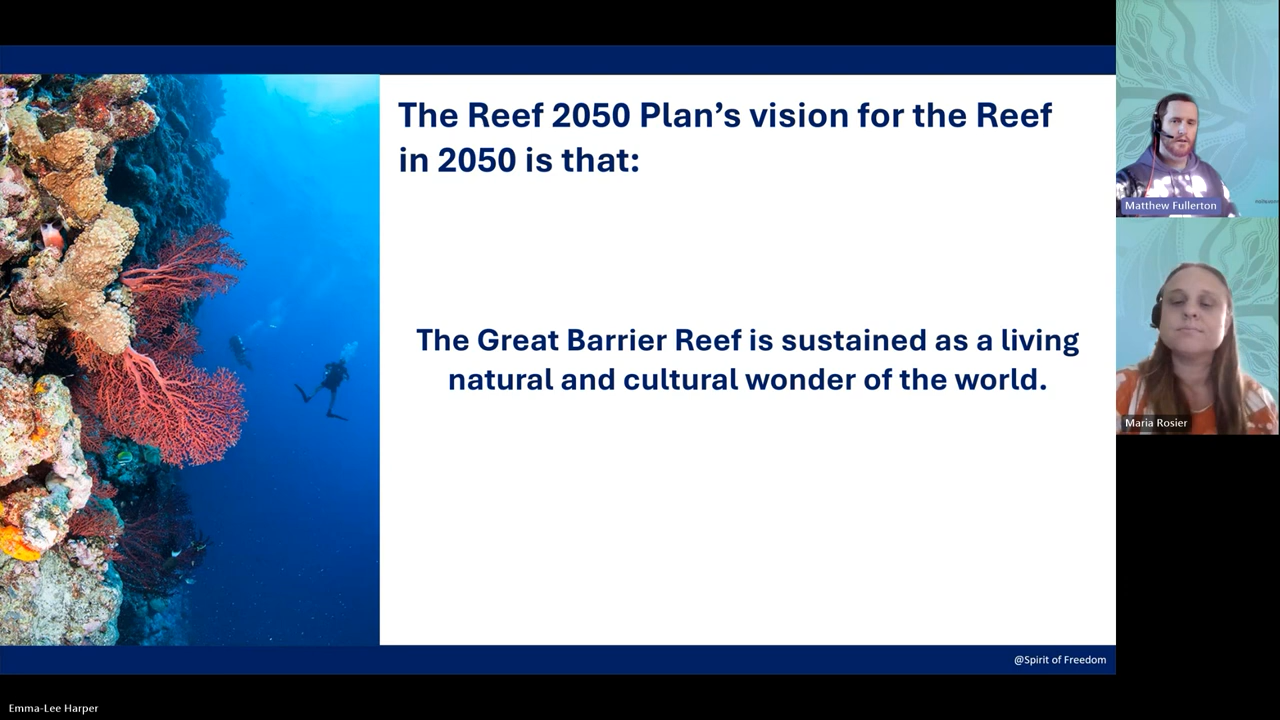 The Reef 2050 Plan’s vision for the Reef
in 2050 is that:
The Great Barrier Reef is sustained as a living
natural and cultural wonder of the world.
@Spirit of Freedom
Matthew Fullerton
Maria Rosier
Emma-Lee Harper